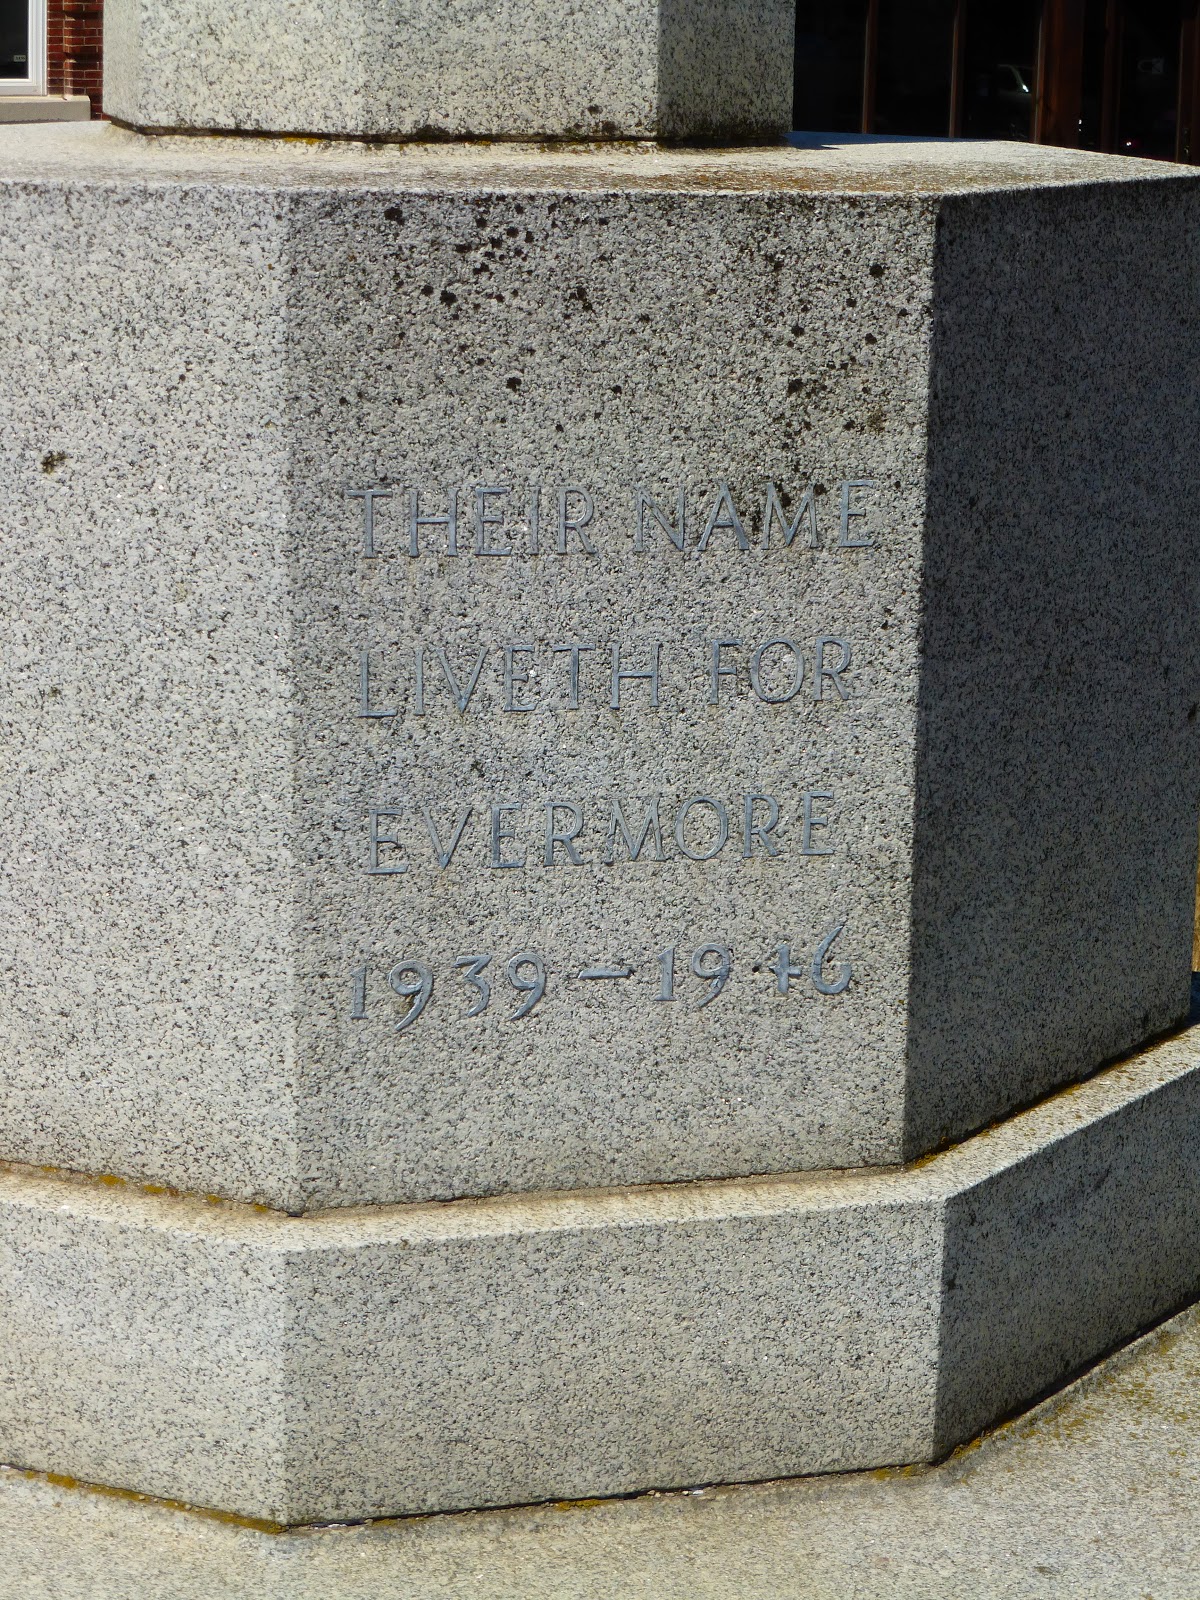 THEIR NAME
LIVETH FOR
EVERMORE
1939-1946